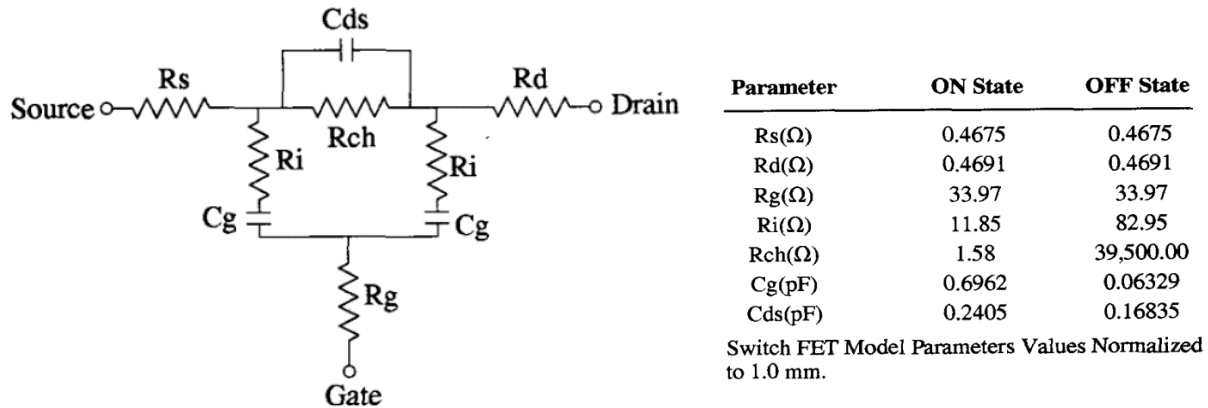 Cds
Rs
Rd
Source
Drain
Rch
Ri
Ri
Cg
Cg
Rg
Gate
Parameter ON State OFF State
Rs(Ω) 0.4675 0.4675
Rd(Ω) 0.4691 0.4691
Rg(Ω) 33.97 33.97
Ri(Ω) 11.85 82.95
Rch(Ω) 1.58 39,500.00
Cg(pF) 0.6962 0.06329
Cds(pF) 0.2405 0.16835
Switch FET Model Parameters Values Normalized
to 1.0 mm.